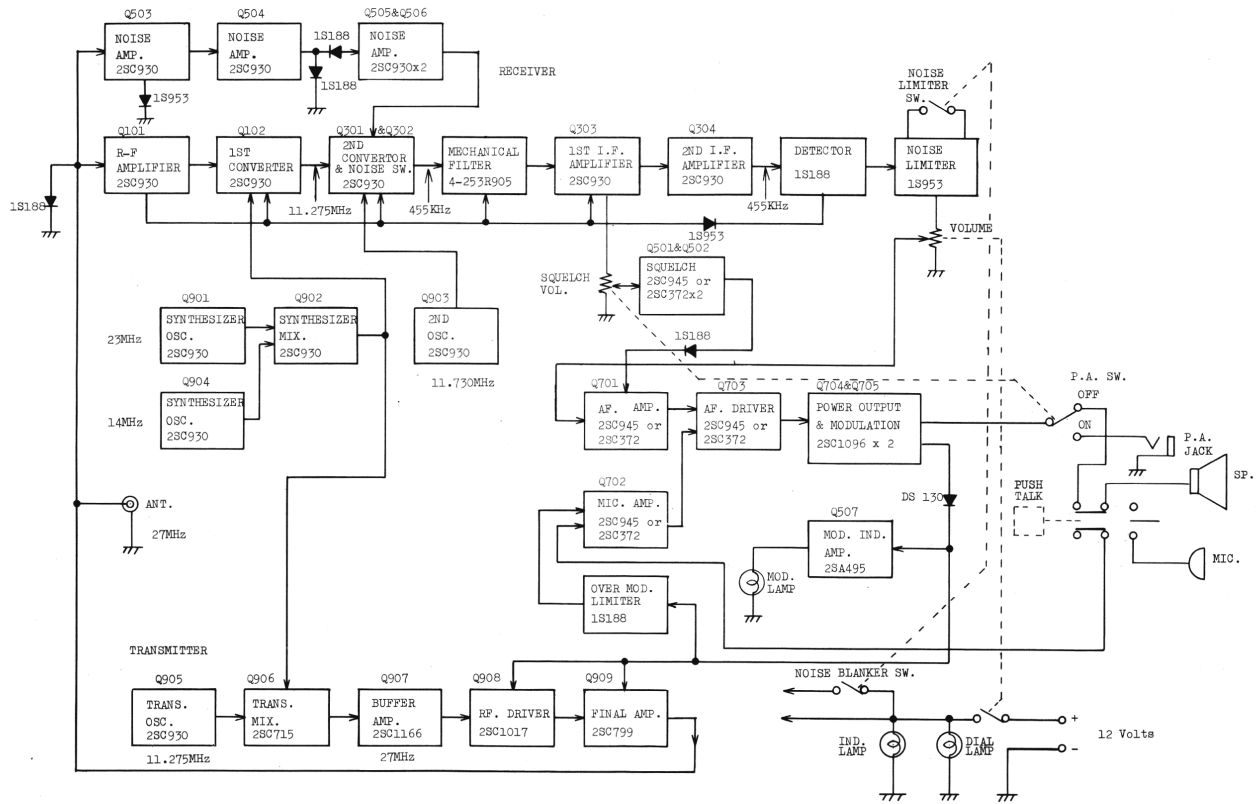 Q503
NOISE
AMP.
2SC930
Q504
NOISE
AMP.
2SC930
1S188
1S188
Q505&Q506
NOISE
AMP.
2SC930x2
RECEIVER
1S953
NOISE
LIMITER
SW.
Q101
R-F
AMPLIFIER
2SC930
Q102
1ST
CONVERTER
2SC930
Q301 &Q302
2ND
CONVERTOR
& NOISE SW.
2SC930
MECHANICAL
FILTER
4-253R905
Q303
1ST I.F.
AMPLIFIER
2SC930
Q304
2ND I.F.
AMPLIFIER
2SC930
DETECTOR
1S188
NOISE
LIMITER
1S953
1S188
11.275MHz
455KHz
455KHz
1S953
VOLUME
Q501&Q502
SQUELCH
2SC945 or
2SC372x2
SQUELCH
VOL.
1S188
Q901
SYNTHESIZER
OSC.
2SC930
23MHz
Q902
SYNTHESIZER
MIX.
2SC930
Q903
2ND
OSC.
2SC930
11.730MHz
Q904
SYNTHESIZER
OSC.
2SC930
14MHz
Q701
AF. AMP.
2SC945 or
2SC372
Q703
AF. DRIVER
2SC945 or
2SC372
Q704&Q705
POWER OUTPUT
& MODULATION
2SC1096 x 2
P.A. SW.
OFF
ON
P.A.
JACK
SP.
PUSH
TALK
MIC.
Q702
MIC. AMP.
2SC945 or
2SC372
DS 130
Q507
MOD. IND.
AMP.
2SA495
MOD.
LAMP
ANT.
27MHz
OVER MOD.
LIMITER
1S188
TRANSMITTER
Q905
TRANS.
OSC.
2SC930
11.275MHz
Q906
TRANS.
MIX.
2SC715
Q907
BUFFER
AMP.
2SC1166
27MHz
Q908
RF. DRIVER
2SC1017
Q909
FINAL AMP.
2SC799
NOISE BLANKER SW.
IND.
LAMP
DIAL
LAMP
+
-
12 Volts